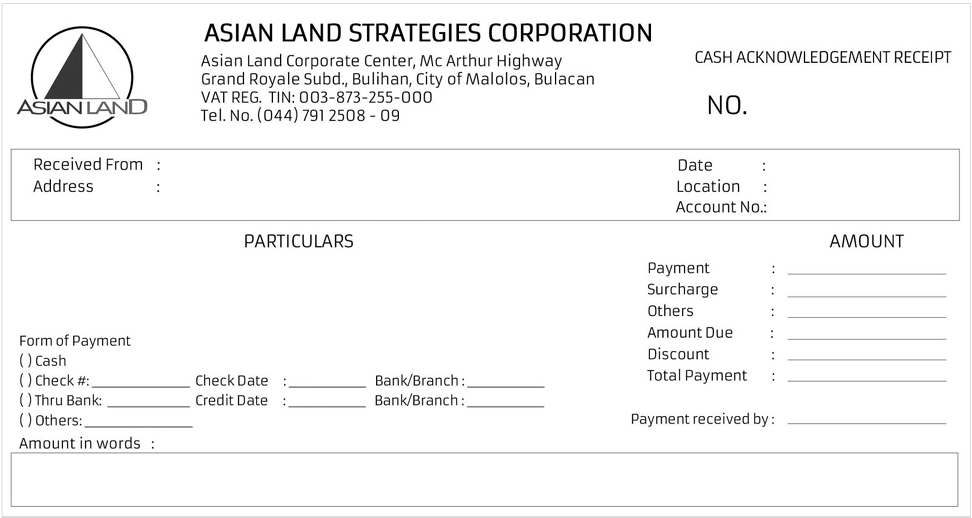 ASIAN LAND
ASIAN LAND STRATEGIES CORPORATION
Asian Land Corporate Center, Mc Arthur Highway
Grand Royale Subd., Bulihan, City of Malolos, Bulacan
VAT REG. TIN: 003-873-255-000
Tel. No. (044) 791 2508 - 09
CASH ACKNOWLEDGEMENT RECEIPT
NO.
Received From :
Address :
Date :
Location :
Account No.:
PARTICULARS
AMOUNT
Payment : ____________
Surcharge : ____________
Others : ____________
Amount Due : ____________
Discount : ____________
Total Payment : ____________
Payment received by : ____________
Form of Payment
( ) Cash
( ) Check #: ____________ Check Date : ____________ Bank/Branch : ____________
( ) Thru Bank: ____________ Credit Date : ____________ Bank/Branch : ____________
( ) Others: ____________
Amount in words :